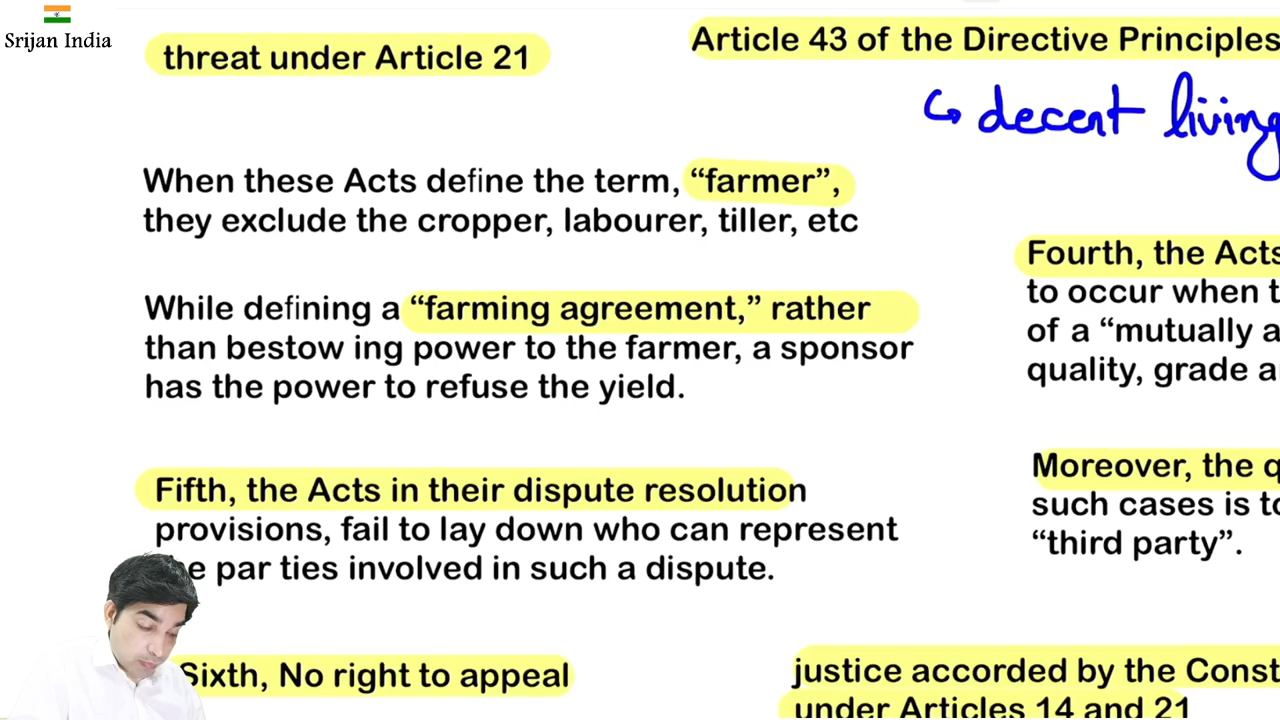 Srijan India
threat under Article 21
Article 43 of the Directive Principles
↳ decent living
When these Acts define the term, “farmer”,
they exclude the cropper, labourer, tiller, etc
While defining a “farming agreement,” rather
than bestow ing power to the farmer, a sponsor
has the power to refuse the yield.
Fourth, the Acts
to occur when t
of a “mutually a
quality, grade a
Fifth, the Acts in their dispute resolution
provisions, fail to lay down who can represent
par ties involved in such a dispute.
Moreover, the q
such cases is to
“third party”.
Sixth, No right to appeal
justice accorded by the Const
under Articles 14 and 21